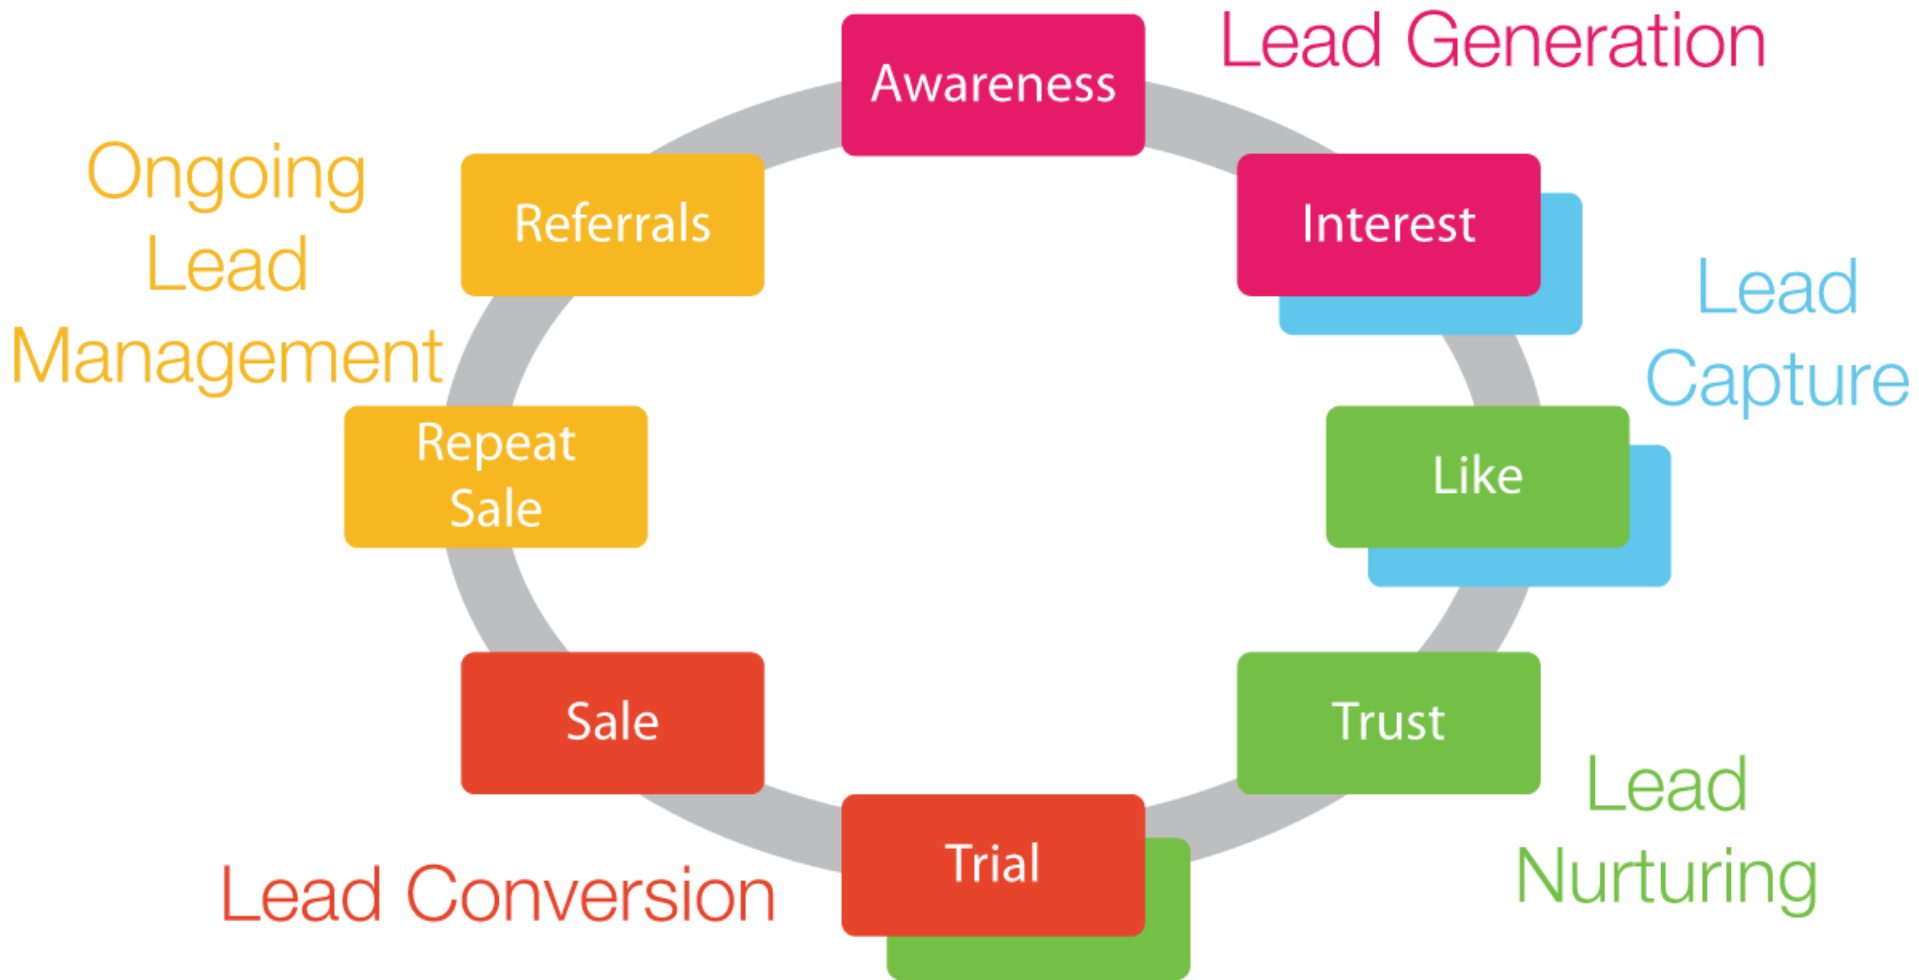 Awareness
Lead Generation
Interest
Lead
Capture
Like
Trust
Lead
Nurturing
Trial
Lead Conversion
Sale
Repeat
Sale
Ongoing
Lead
Management
Referrals